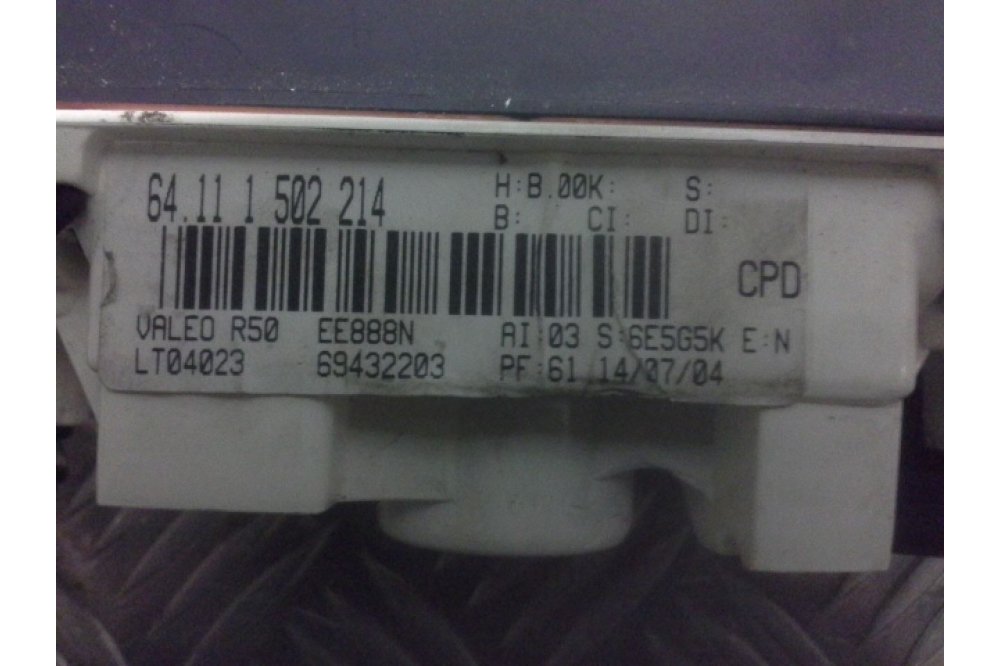 64.11 1 502 214 H:B.00K: S:
B: CI: DI:
CPD
VALEO R50 EE888N AI:03 S:6E5G5K E:N
LT04023 69432203 PF:61 14/07/04